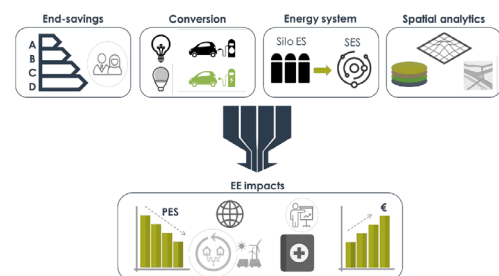 End-savings
Conversion
Energy system
Spatial analytics
A
B
C
D
Silo ES
SES
EE impacts
PES
€